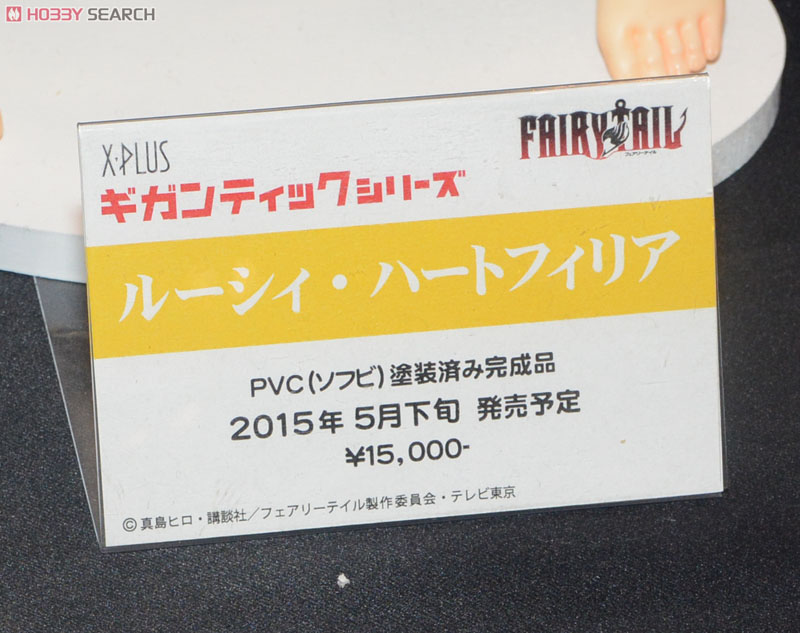 HOBBY SEARCH
X·PLUS
FAIRY TAIL
フェアリーテイル
ギガンティックシリーズ
ルーシィ・ハートフィリア
PVC(ソフビ)塗装済み完成品
2015年 5月下旬 発売予定
¥15,000-
©真島ヒロ・講談社／フェアリーテイル製作委員会・テレビ東京